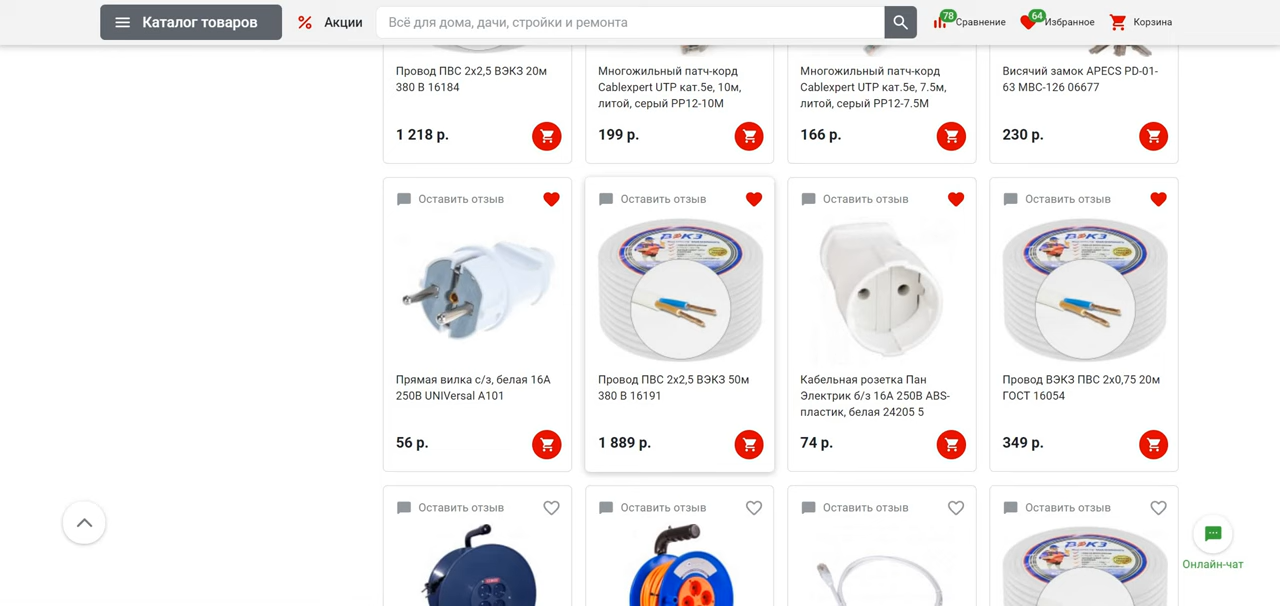 Каталог товаров
% Акции
Всё для дома, дачи, стройки и ремонта
78
Сравнение
64
Избранное
Корзина
Провод ПВС 2х2,5 ВЭКЗ 20м
380 В 16184
1 218 р.
Многожильный патч-корд
Cablexpert UTP кат.5е, 10м,
литой, серый PP12-10M
199 р.
Многожильный патч-корд
Cablexpert UTP кат.5е, 7.5м,
литой, серый PP12-7.5M
166 р.
Висячий замок APECS PD-01-
63 МВС-126 06677
230 р.
Оставить отзыв
Прямая вилка с/з, белая 16А
250В UNIVersal А101
56 р.
Оставить отзыв
ВЭКЗ
Провод ПВС 2х2,5 ВЭКЗ 50м
380 В 16191
1 889 р.
Оставить отзыв
Кабельная розетка Пан
Электрик б/з 16А 250В ABS-
пластик, белая 24205 5
74 р.
Оставить отзыв
ВЭКЗ
Провод ВЭКЗ ПВС 2х0,75 20м
ГОСТ 16054
349 р.
Оставить отзыв
Оставить отзыв
Оставить отзыв
Оставить отзыв
ВЭКЗ
Онлайн-чат